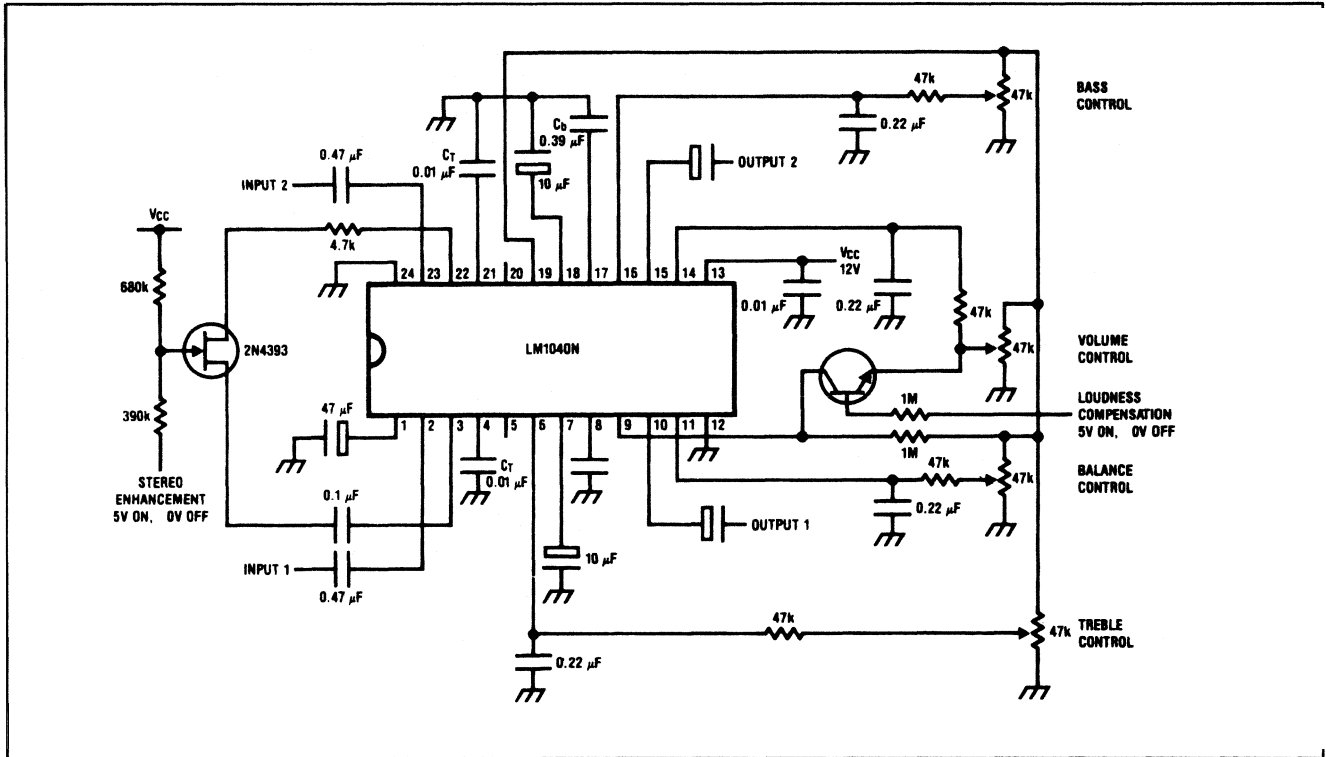 47k
47k
BASS
CONTROL
0.22 µF
Cb
0.39 µF
CT
0.01 µF
10 µF
OUTPUT 2
0.47 µF
INPUT 2
VCC
4.7k
680k
2N4393
390k
STEREO
ENHANCEMENT
5V ON, 0V OFF
24 23 22 21 20 19 18 17 16 15 14 13
LM1040N
1 2 3 4 5 6 7 8 9 10 11 12
VCC
12V
0.01 µF
0.22 µF
47k
47k
VOLUME
CONTROL
1M
LOUDNESS
COMPENSATION
5V ON, 0V OFF
1M
47k
47k
BALANCE
CONTROL
0.22 µF
47 µF
CT
0.01 µF
0.1 µF
INPUT 1
0.47 µF
10 µF
OUTPUT 1
47k
47k
TREBLE
CONTROL
0.22 µF